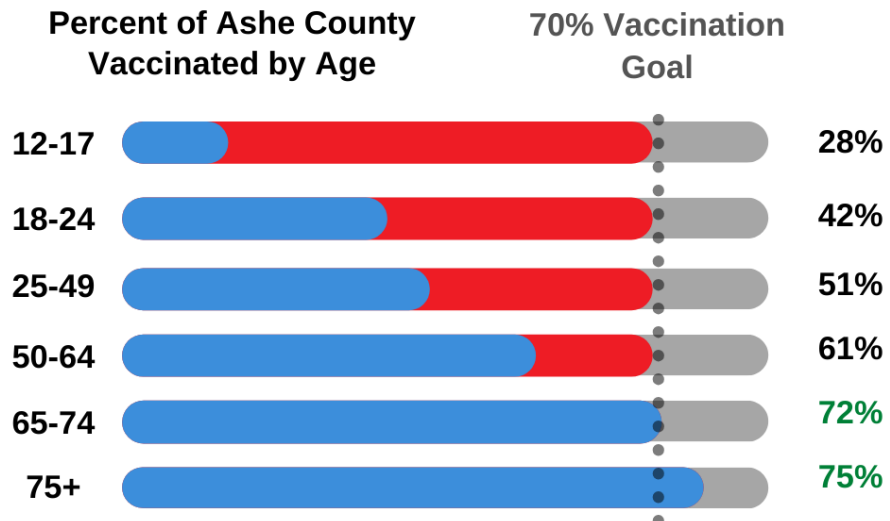 Percent of Ashe County
Vaccinated by Age
70% Vaccination
Goal
12-17 28%
18-24 42%
25-49 51%
50-64 61%
65-74 72%
75+ 75%